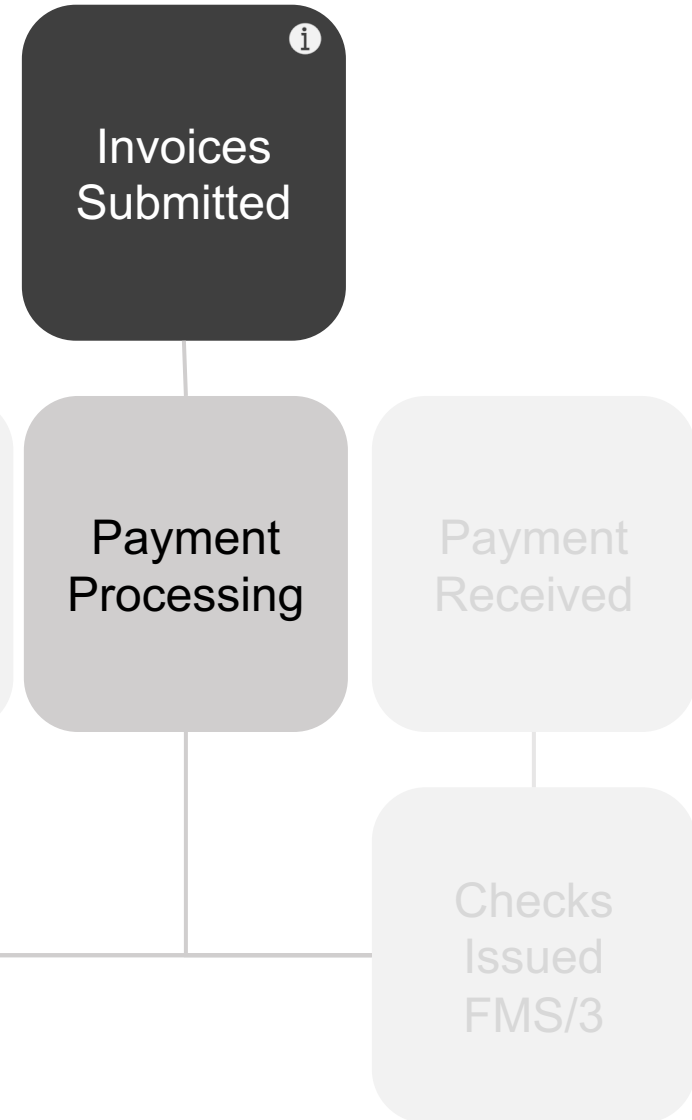 i
Invoices
Submitted
Payment
Processing
Payment
Received
Checks
Issued
FMS/3